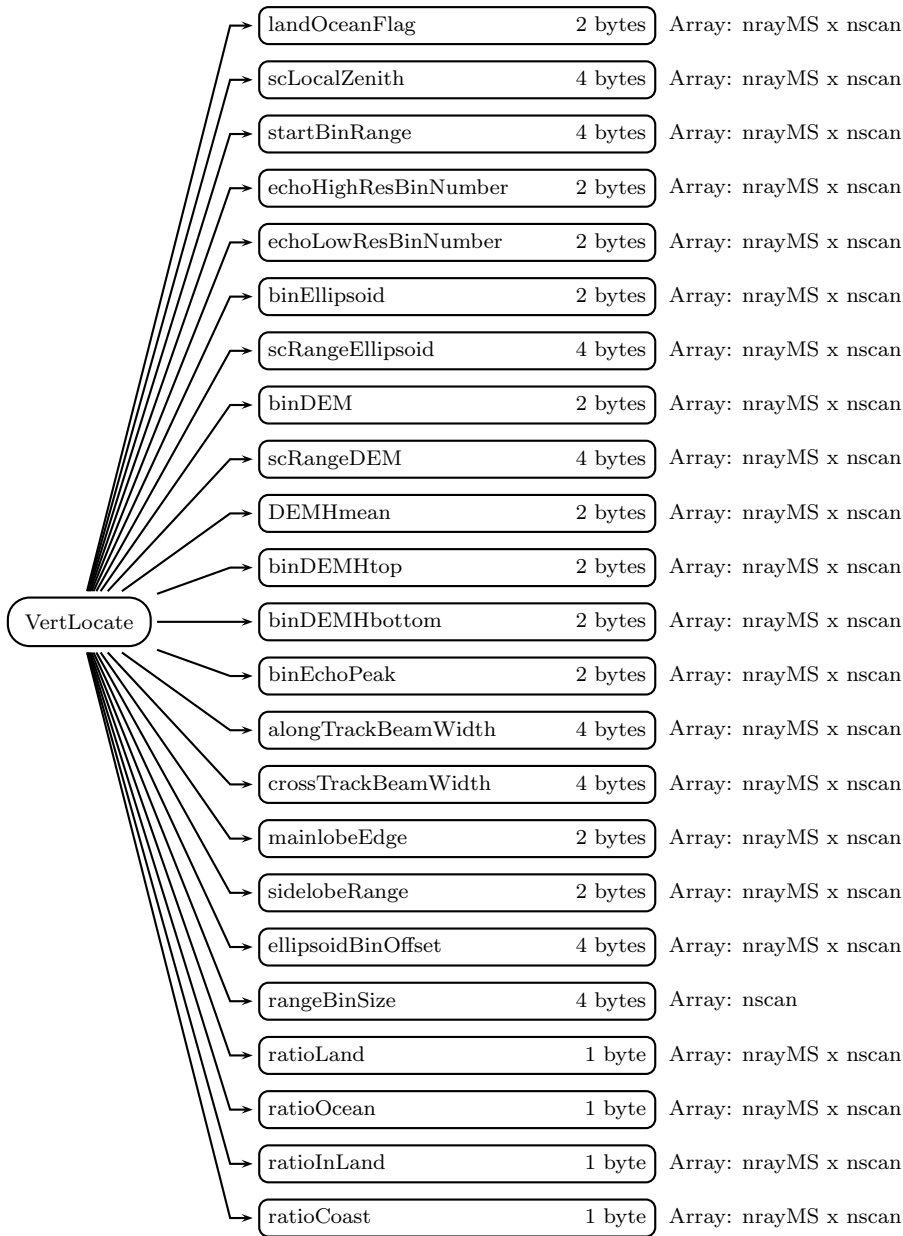 landOceanFlag 2 bytes Array: nrayMS x nscan
scLocalZenith 4 bytes Array: nrayMS x nscan
startBinRange 4 bytes Array: nrayMS x nscan
echoHighResBinNumber 2 bytes Array: nrayMS x nscan
echoLowResBinNumber 2 bytes Array: nrayMS x nscan
binEllipsoid 2 bytes Array: nrayMS x nscan
scRangeEllipsoid 4 bytes Array: nrayMS x nscan
binDEM 2 bytes Array: nrayMS x nscan
scRangeDEM 4 bytes Array: nrayMS x nscan
DEMHmean 2 bytes Array: nrayMS x nscan
binDEMHtop 2 bytes Array: nrayMS x nscan
VertLocate binDEMHbottom 2 bytes Array: nrayMS x nscan
binEchoPeak 2 bytes Array: nrayMS x nscan
alongTrackBeamWidth 4 bytes Array: nrayMS x nscan
crossTrackBeamWidth 4 bytes Array: nrayMS x nscan
mainlobeEdge 2 bytes Array: nrayMS x nscan
sidelobeRange 2 bytes Array: nrayMS x nscan
ellipsoidBinOffset 4 bytes Array: nrayMS x nscan
rangeBinSize 4 bytes Array: nscan
ratioLand 1 byte Array: nrayMS x nscan
ratioOcean 1 byte Array: nrayMS x nscan
ratioInLand 1 byte Array: nrayMS x nscan
ratioCoast 1 byte Array: nrayMS x nscan